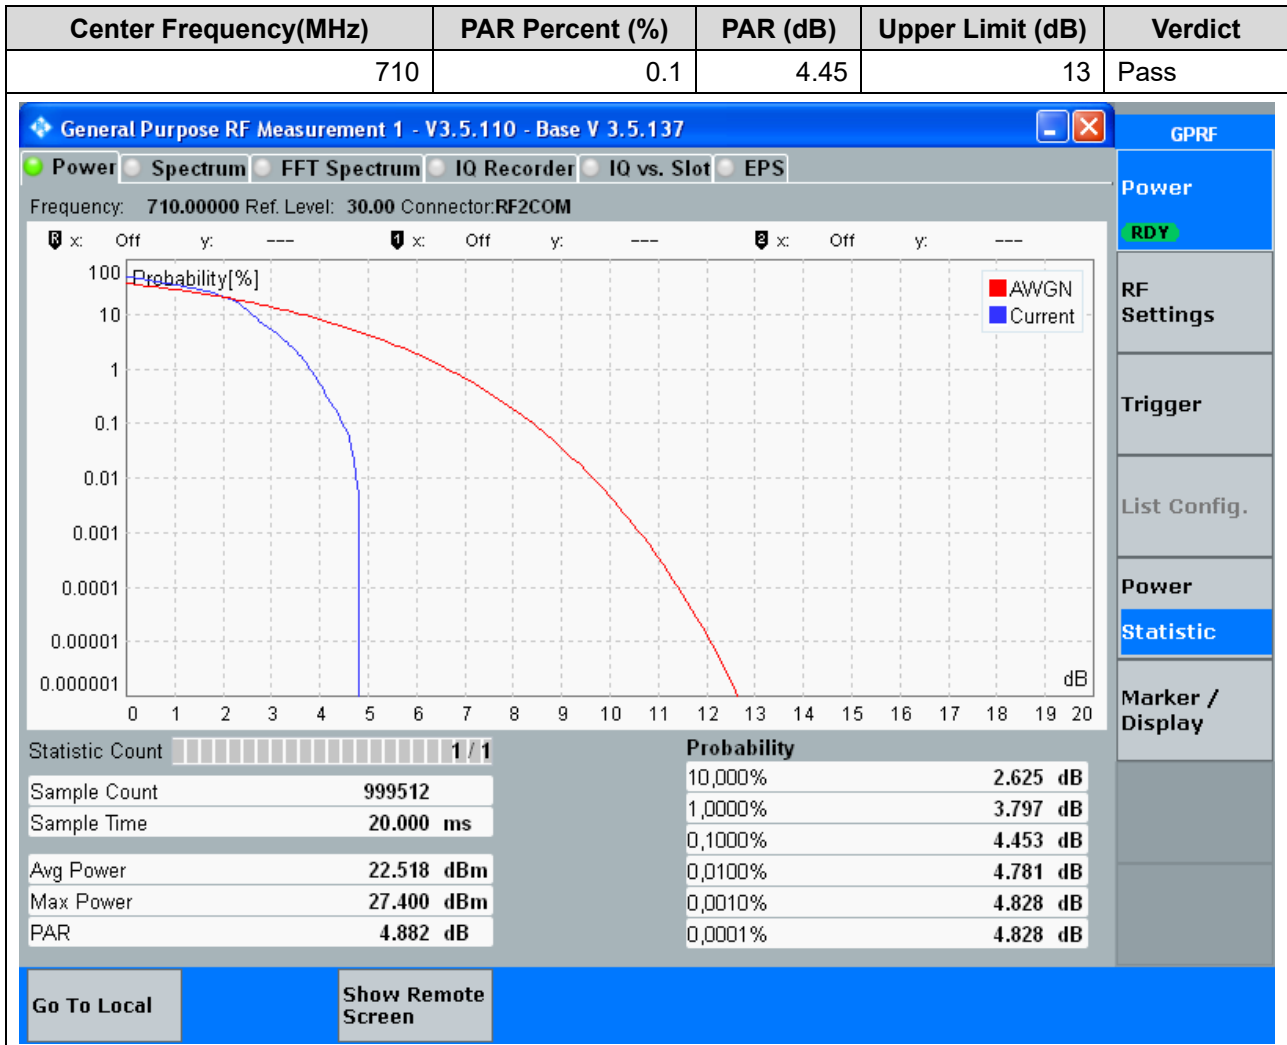 Center Frequency(MHz) PAR Percent (%) PAR (dB) Upper Limit (dB) Verdict
710 0.1 4.45 13 Pass
General Purpose RF Measurement 1 - V3.5.110 - Base V 3.5.137
GPRF
Power Spectrum FFT Spectrum IQ Recorder IQ vs. Slot EPS
Frequency: 710.00000 Ref. Level: 30.00 Connector:RF2COM
R x: Off y: --- 1 x: Off y: --- 2 x: Off y: ---
Probability[%]
AWGN
Current
100
10
1
0.1
0.01
0.001
0.0001
0.00001
0.000001
dB
0 1 2 3 4 5 6 7 8 9 10 11 12 13 14 15 16 17 18 19 20
Statistic Count 1 / 1
Sample Count 999512
Sample Time 20.000 ms
Avg Power 22.518 dBm
Max Power 27.400 dBm
PAR 4.882 dB
Probability
10,000% 2.625 dB
1,0000% 3.797 dB
0,1000% 4.453 dB
0,0100% 4.781 dB
0,0010% 4.828 dB
0,0001% 4.828 dB
Power
RDY
RF
Settings
Trigger
List Config.
Power
Statistic
Marker /
Display
Go To Local
Show Remote
Screen